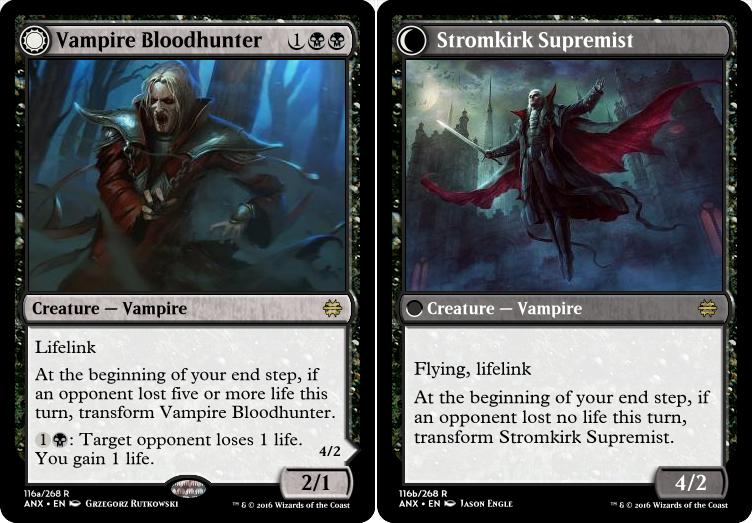 Vampire Bloodhunter 1
Creature — Vampire
Lifelink
At the beginning of your end step, if
an opponent lost five or more life this
turn, transform Vampire Bloodhunter.
1 : Target opponent loses 1 life.
You gain 1 life.
4/2
2/1
116a/268 R
ANX • EN GRZEGORZ RUTKOWSKI
™ & © 2016 Wizards of the Coast
Stromkirk Supremist
Creature — Vampire
Flying, lifelink
At the beginning of your end step, if
an opponent lost no life this turn,
transform Stromkirk Supremist.
4/2
116b/268 R
ANX • EN JASON ENGLE
™ & © 2016 Wizards of the Coast